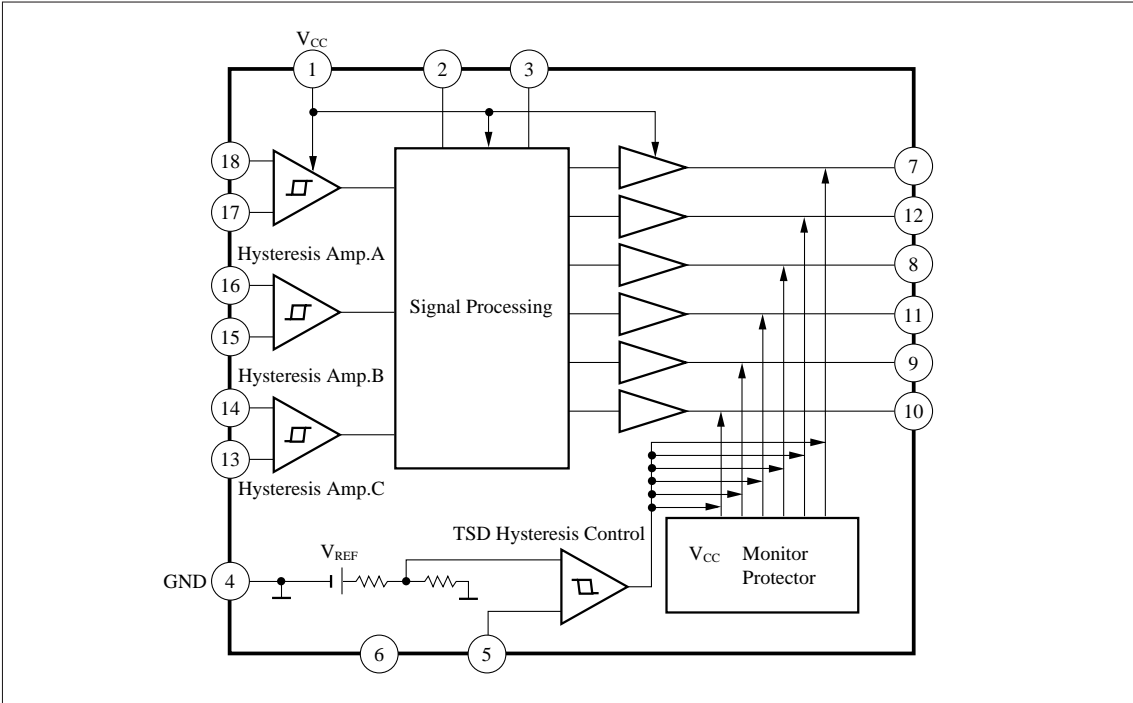 VCC
1
2
3
18
17
Hysteresis Amp.A
16
15
Hysteresis Amp.B
14
13
Hysteresis Amp.C
Signal Processing
7
12
8
11
9
10
TSD Hysteresis Control
VREF
GND
4
VCC Monitor
Protector
6
5